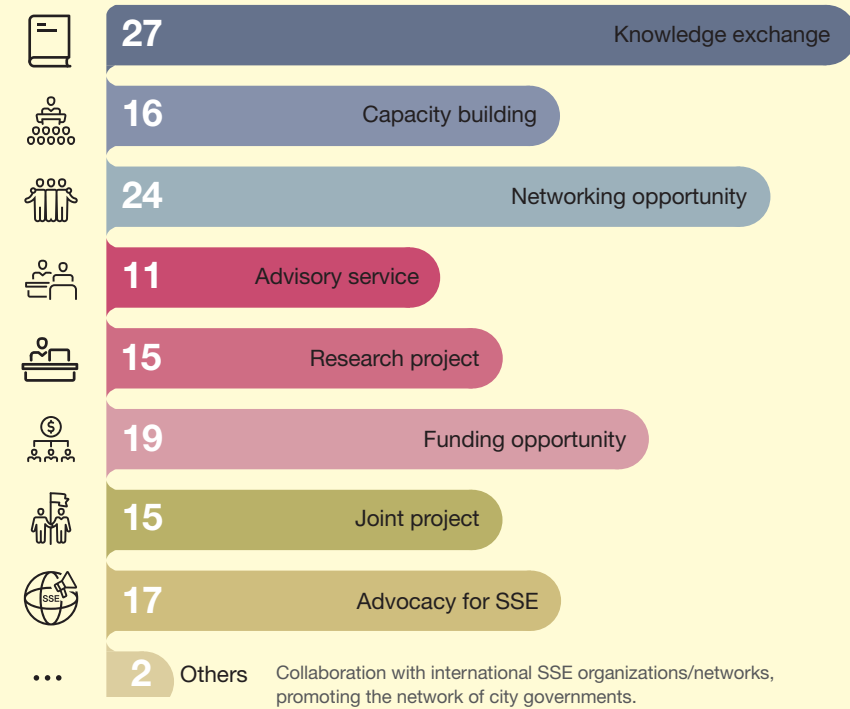 27 Knowledge exchange
16 Capacity building
24 Networking opportunity
11 Advisory service
15 Research project
19 Funding opportunity
15 Joint project
SSE
17 Advocacy for SSE
... 2 Others Collaboration with international SSE organizations/networks,
promoting the network of city governments.